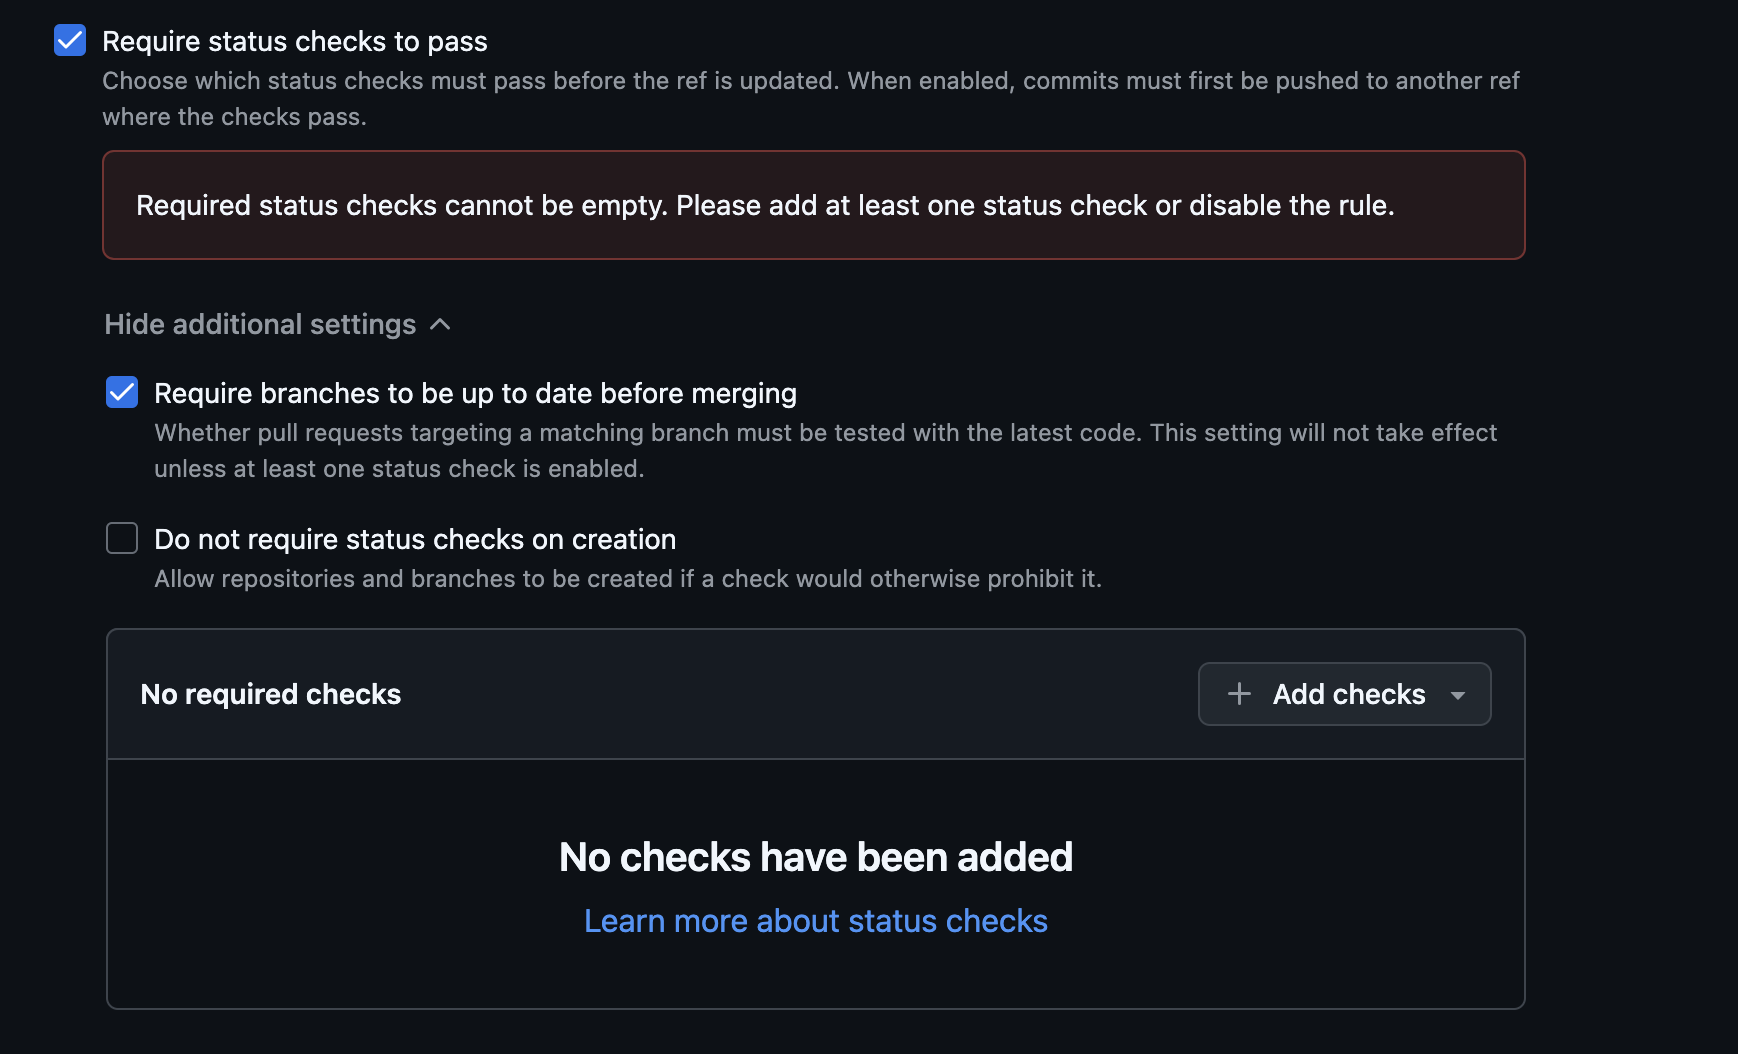 Require status checks to pass
Choose which status checks must pass before the ref is updated. When enabled, commits must first be pushed to another ref
where the checks pass.
Required status checks cannot be empty. Please add at least one status check or disable the rule.
Hide additional settings
Require branches to be up to date before merging
Whether pull requests targeting a matching branch must be tested with the latest code. This setting will not take effect
unless at least one status check is enabled.
Do not require status checks on creation
Allow repositories and branches to be created if a check would otherwise prohibit it.
No required checks
Add checks
No checks have been added
Learn more about status checks